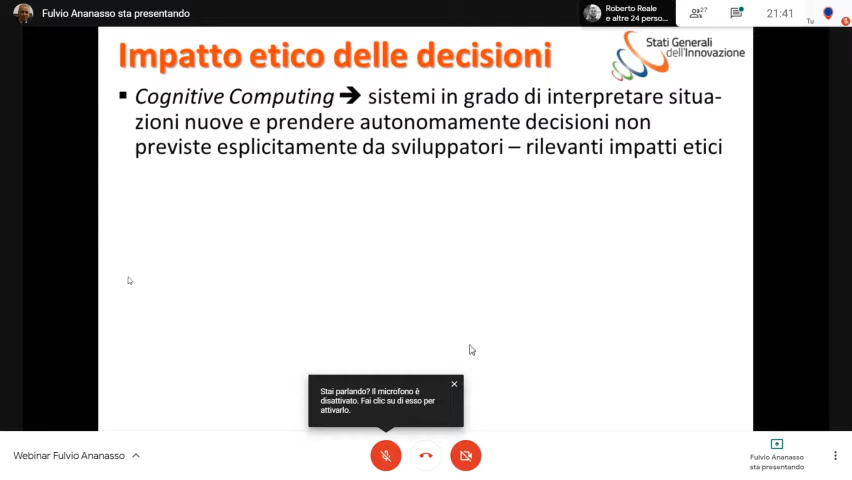 Fulvio Ananasso sta presentando
Roberto Reale
e altre 24 perso...
27
21:41
Tu
Impatto etico delle decisioni
Stati Generali
dell'Innovazione
▪ Cognitive Computing ➔ sistemi in grado di interpretare situa-
zioni nuove e prendere autonomamente decisioni non
previste esplicitamente da sviluppatori – rilevanti impatti etici
Stai parlando? Il microfono è
disattivato. Fai clic su di esso per
attivarlo.
Webinar Fulvio Ananasso
Fulvio Ananasso
sta presentando